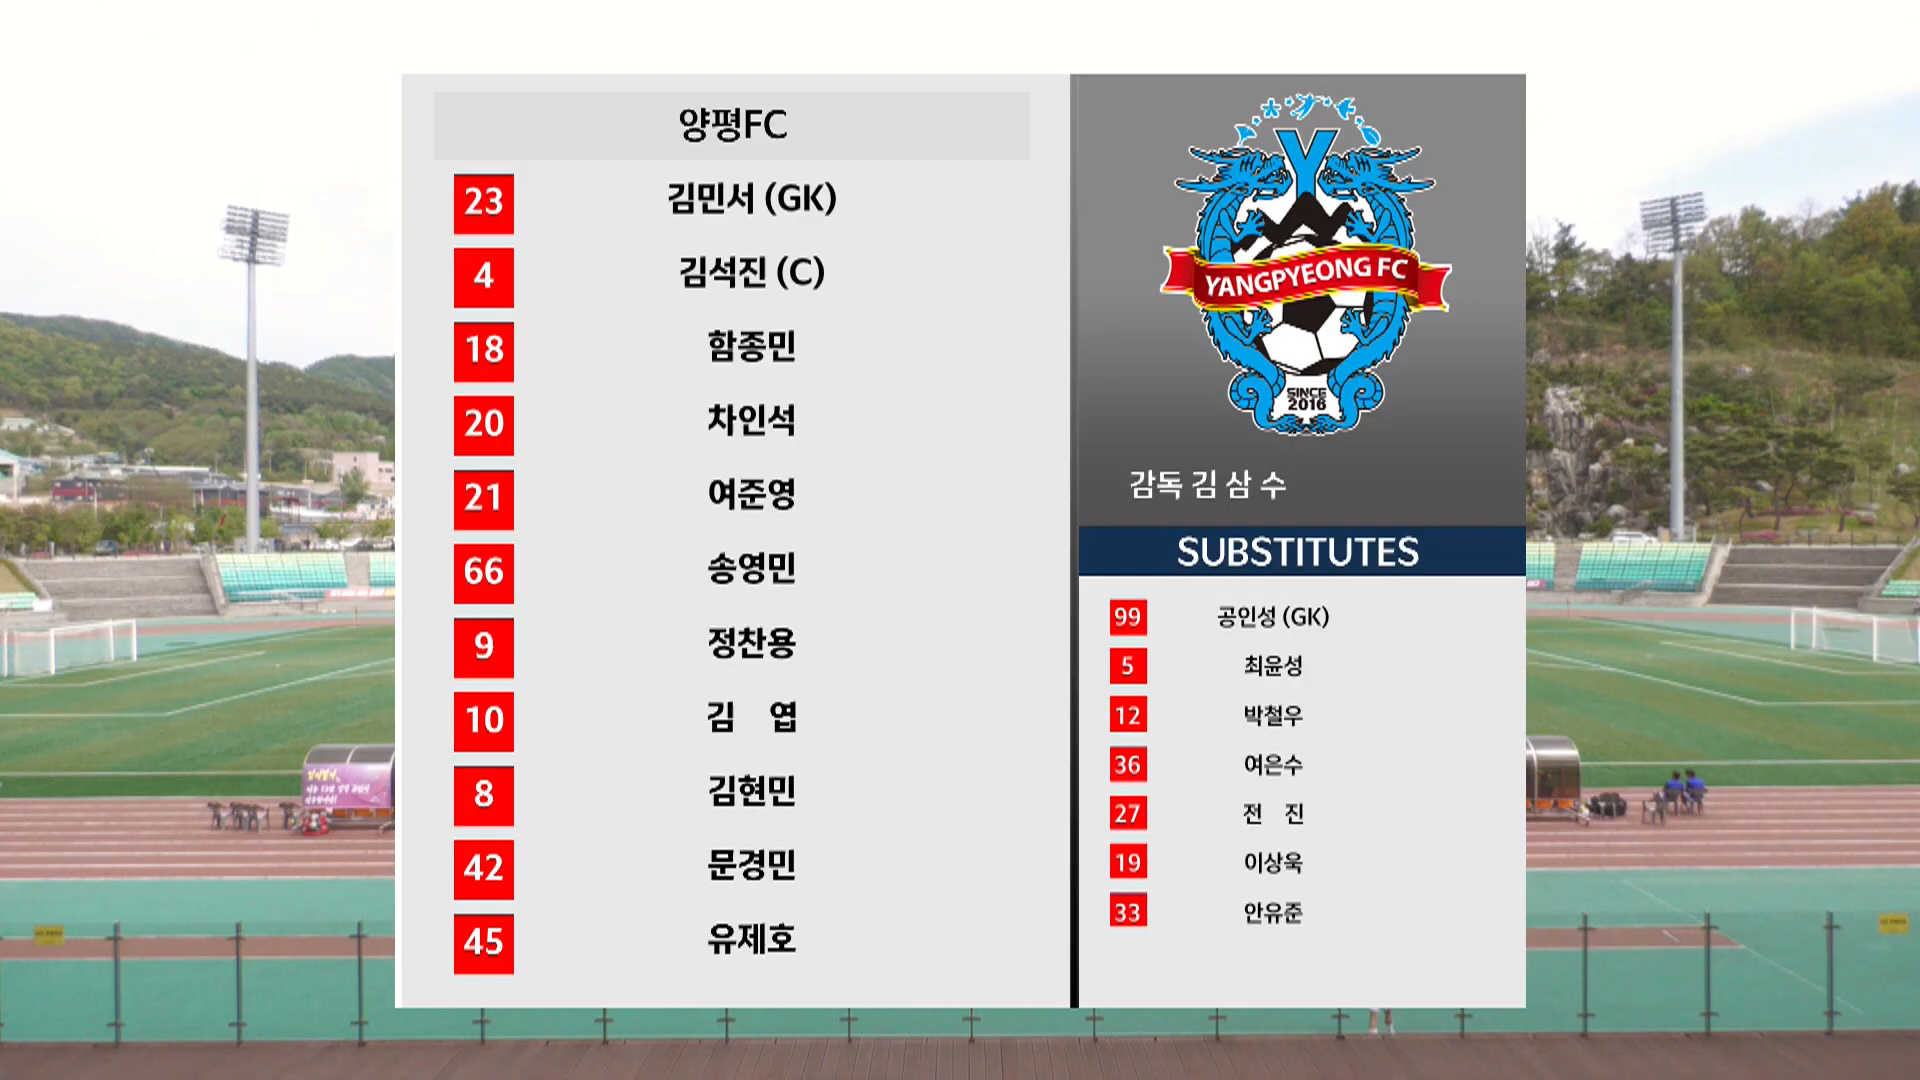 양평FC
23 김민서 (GK)
4 김석진 (C)
18 함종민
20 차인석
21 여준영
66 송영민
9 정찬용
10 김 엽
8 김현민
42 문경민
45 유제호
Y
YANGPYEONG FC
SINCE
2016
감독 김 삼 수
SUBSTITUTES
99 공인성 (GK)
5 최윤성
12 박철우
36 여은수
27 전 진
19 이상욱
33 안유준